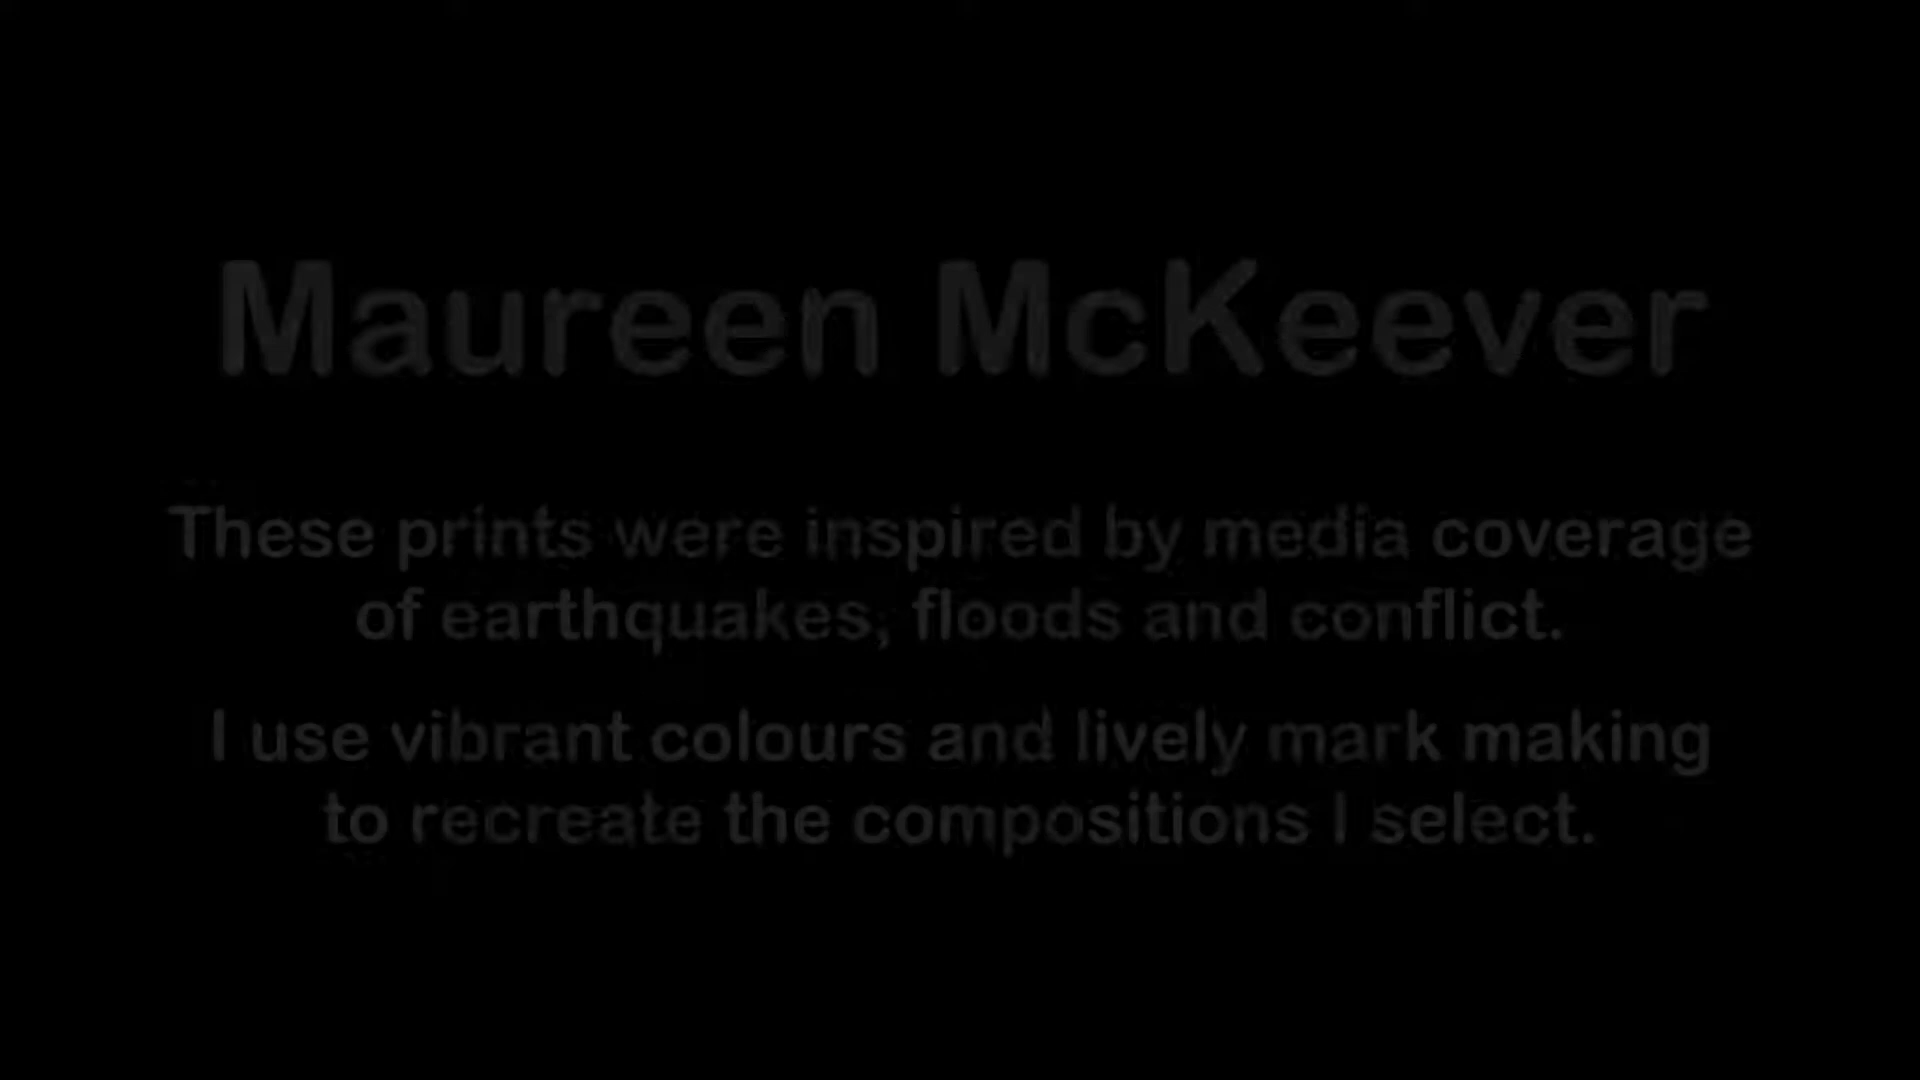 Maureen McKeever
These prints were inspired by media coverage
of earthquakes, floods and conflict.
I use vibrant colours and lively mark making
to recreate the compositions I select.